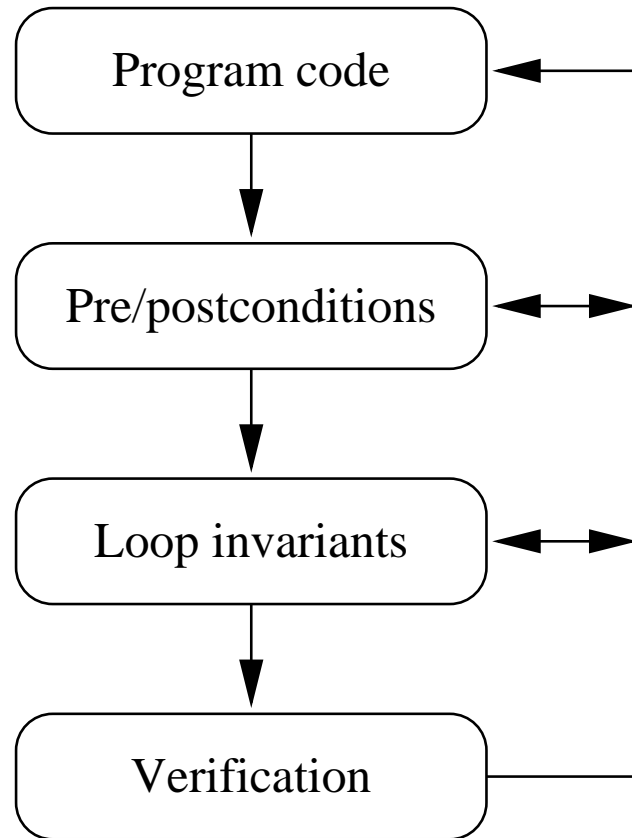 Program code
Pre/postconditions
Loop invariants
Verification